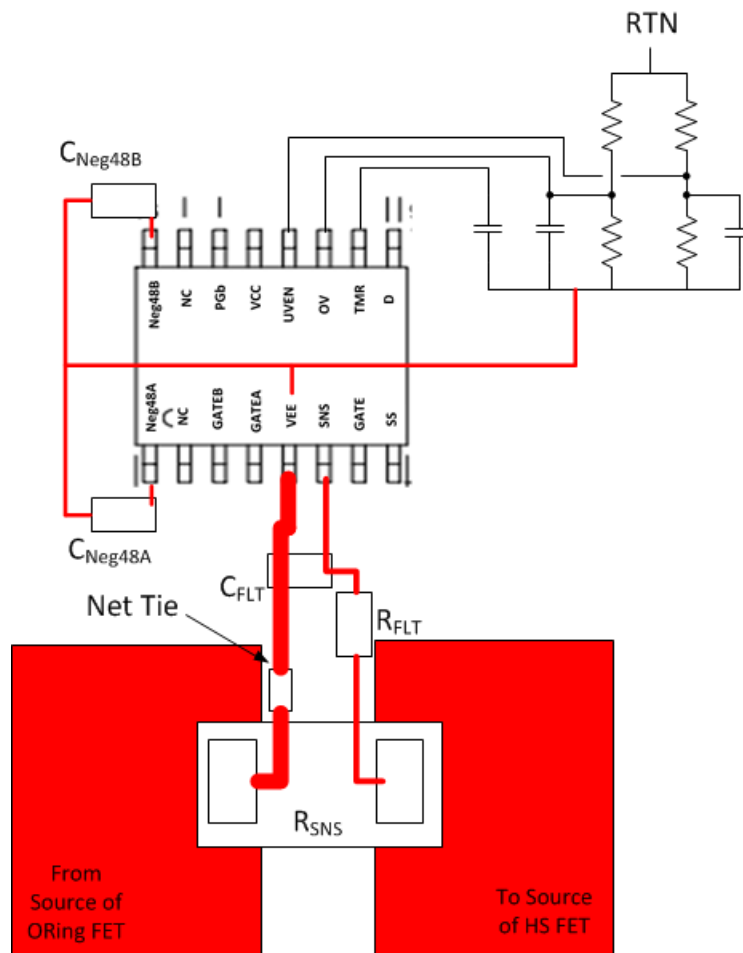 RTN
CNeg48B
Neg48B
NC
PGb
VCC
UVEN
OV
TMR
D
Neg48A
NC
GATEB
GATEA
VEE
SNS
GATE
SS
CNeg48A
CFLT
Net Tie
RFLT
RSNS
From
Source of
ORing FET
To Source
of HS FET